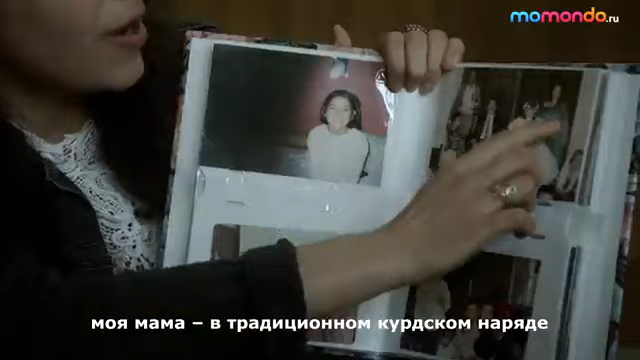 momondo.ru
моя мама – в традиционном курдском наряде